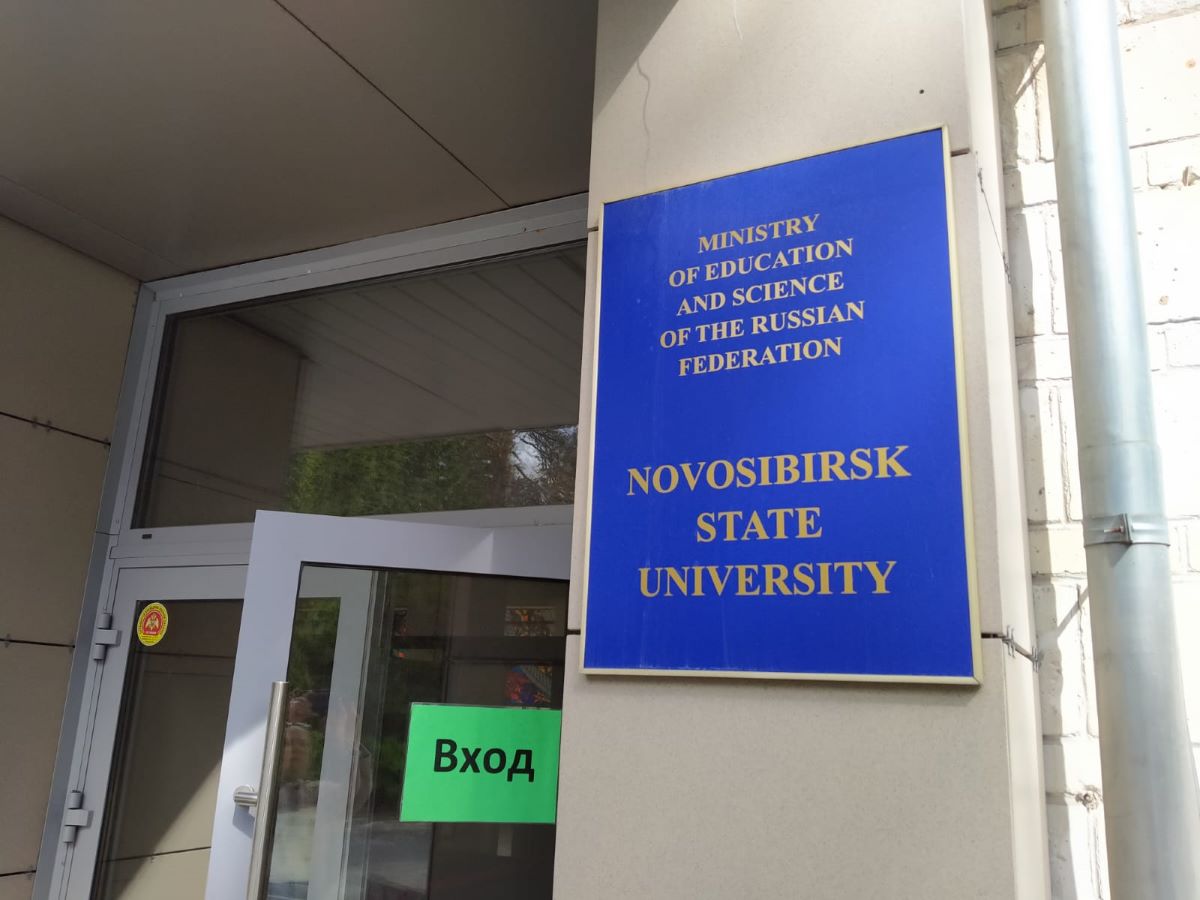 MINISTRY
OF EDUCATION
AND SCIENCE
OF THE RUSSIAN
FEDERATION
NOVOSIBIRSK
STATE
UNIVERSITY
Вход